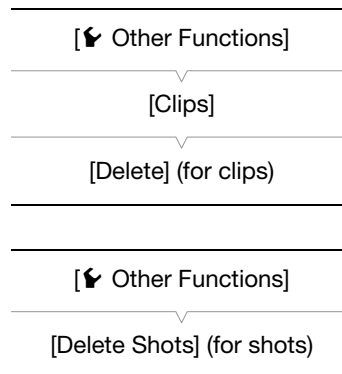 [Other Functions]
[Clips]
[Delete] (for clips)
[Other Functions]
[Delete Shots] (for shots)